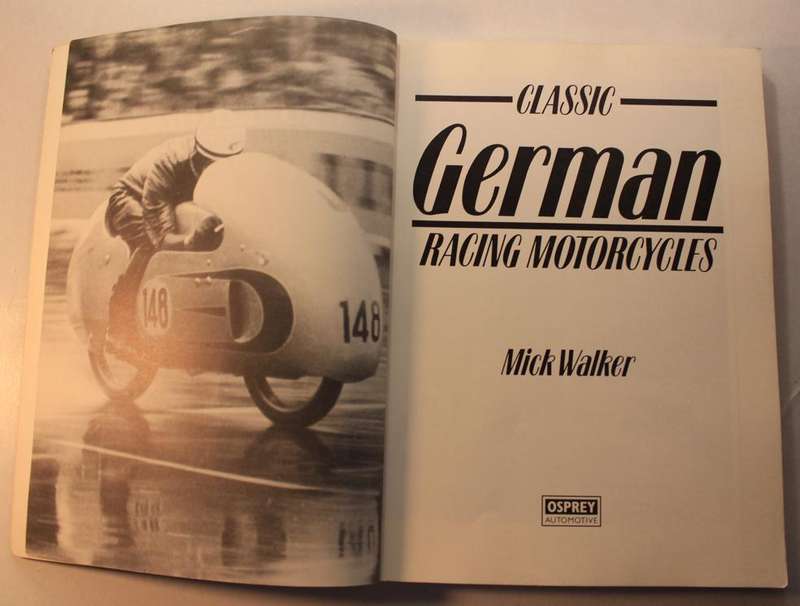 148
148
CLASSIC
German
RACING MOTORCYCLES
Mick Walker
OSPREY
AUTOMOTIVE